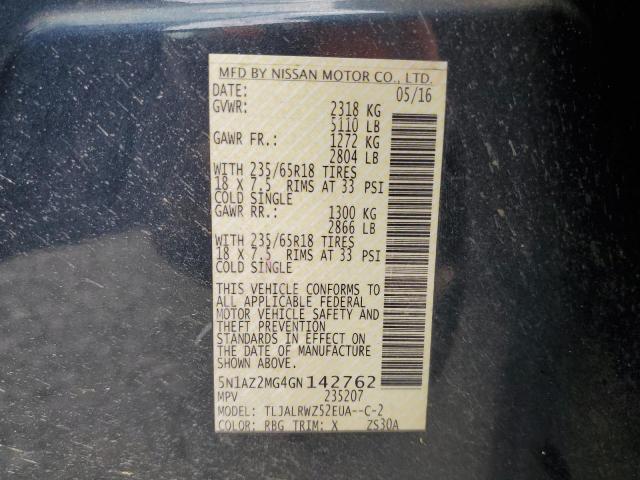 MFD BY NISSAN MOTOR CO., LTD.
DATE: 05/16
GVWR: 2318 KG
5110 LB
GAWR FR.: 1272 KG
2804 LB
WITH 235/65R18 TIRES
18 X 7.5 RIMS AT 33 PSI
COLD SINGLE
GAWR RR.: 1300 KG
2866 LB
WITH 235/65R18 TIRES
18 X 7.5 RIMS AT 33 PSI
COLD SINGLE
THIS VEHICLE CONFORMS TO
ALL APPLICABLE FEDERAL
MOTOR VEHICLE SAFETY AND
THEFT PREVENTION
STANDARDS IN EFFECT ON
THE DATE OF MANUFACTURE
SHOWN ABOVE.
5N1AZ2MG4GN142762
MPV 235207
MODEL: TLJALRWZ52EUA--C-2
COLOR: RBG TRIM: X ZS30A